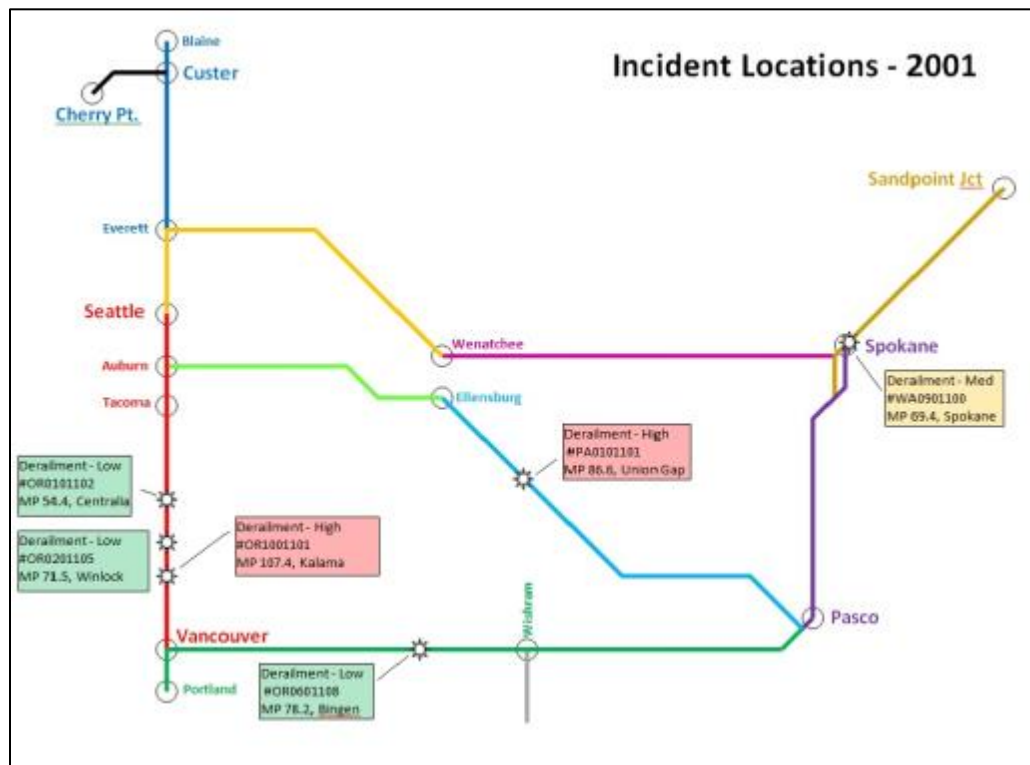 Blaine
Incident Locations - 2001
Custer
Cherry Pt.
Sandpoint Jct
Everett
Seattle
Wenatchee
Spokane
Auburn
Derailment - Med
#WA0901100
MP 69.4, Spokane
Tacoma
Ellensburg
Derailment - High
#PA0101101
MP 86.6, Union Gap
Derailment - Low
#OR0101102
MP 54.4, Centralia
Derailment - High
#OR1001101
MP 107.4, Kalama
Derailment - Low
#OR0201105
MP 71.5, Winlock
Wishram
Pasco
Vancouver
Derailment - Low
#OR0601108
MP 78.2, Bingen
Portland